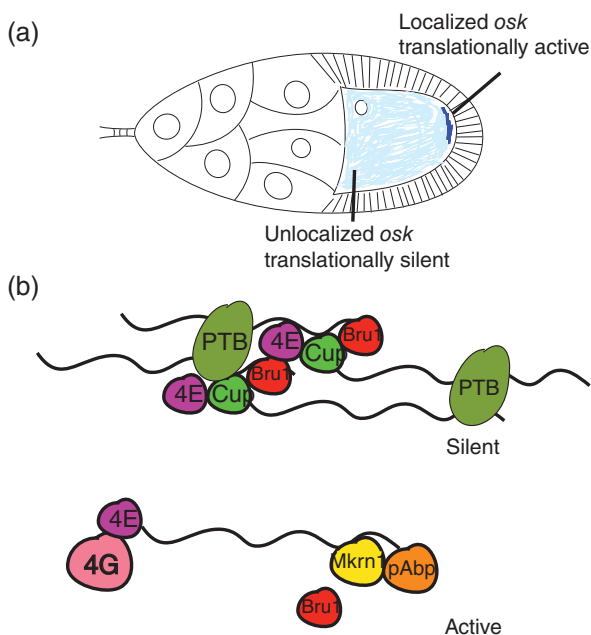 (a)
Localized osk
translationally active
Unlocalized osk
translationally silent
(b)
PTB
4E
Cup
Bru1
4E
Cup
Bru1
PTB
Silent
4E
4G
Mkrn1
pAbp
Bru1
Active